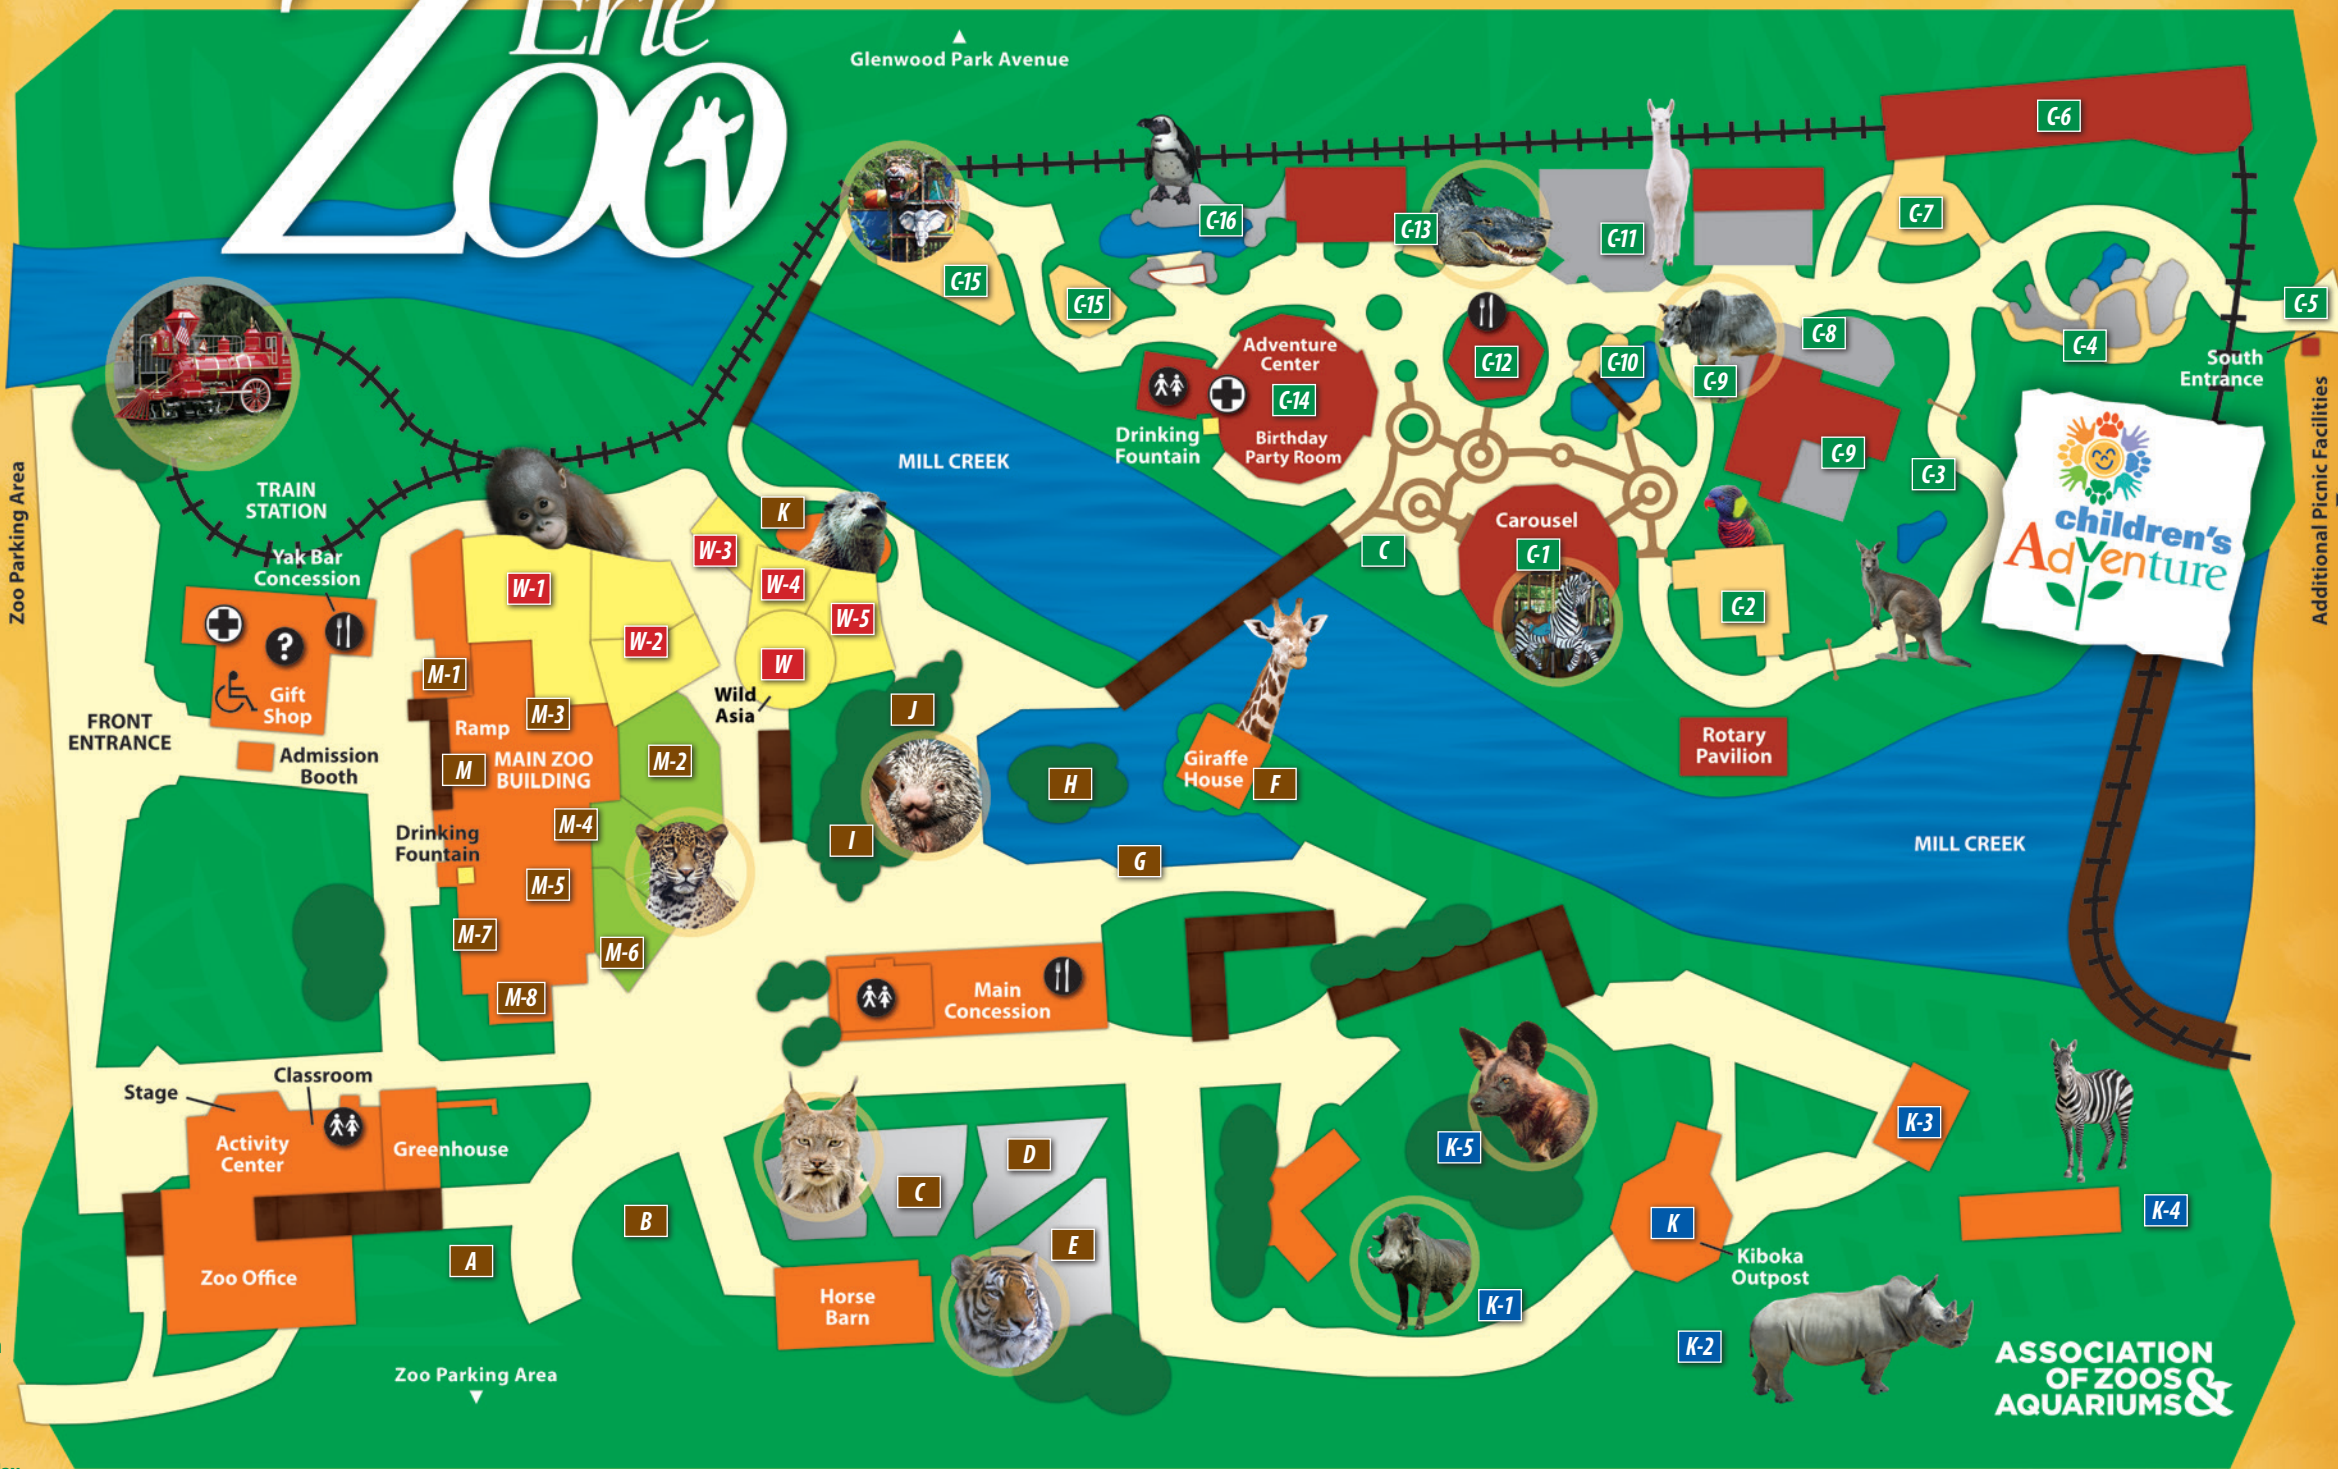 Erie
ZOO
Glenwood Park Avenue
C-6
C-7
C-16
C-13
C-11
C-15
C-15
C-5
South
Entrance
C-4
C-8
C-10
C-9
C-12
Adventure
Center
C-14
Birthday
Party Room
Drinking
Fountain
C-9
C-3
Additional Picnic Facilities
children's
Adventure
MILL CREEK
Zoo Parking Area
TRAIN
STATION
Yak Bar
Concession
?
Gift
Shop
FRONT
ENTRANCE
Admission
Booth
K
W-3
W-1
W-4
W-5
W-2
W
Wild
Asia
C
Carousel
C-1
C-2
Rotary
Pavilion
M-1
M-3
Ramp
M
MAIN ZOO
BUILDING
M-2
M-4
Drinking
Fountain
M-5
M-7
M-6
M-8
J
I
H
Giraffe
House
F
G
MILL CREEK
Main
Concession
Stage
Classroom
Activity
Center
Greenhouse
Zoo Office
A
B
C
D
E
Horse
Barn
Zoo Parking Area
K-5
K-3
K
Kiboka
Outpost
K-4
K-1
K-2
ASSOCIATION
OF ZOOS
AQUARIUMS &